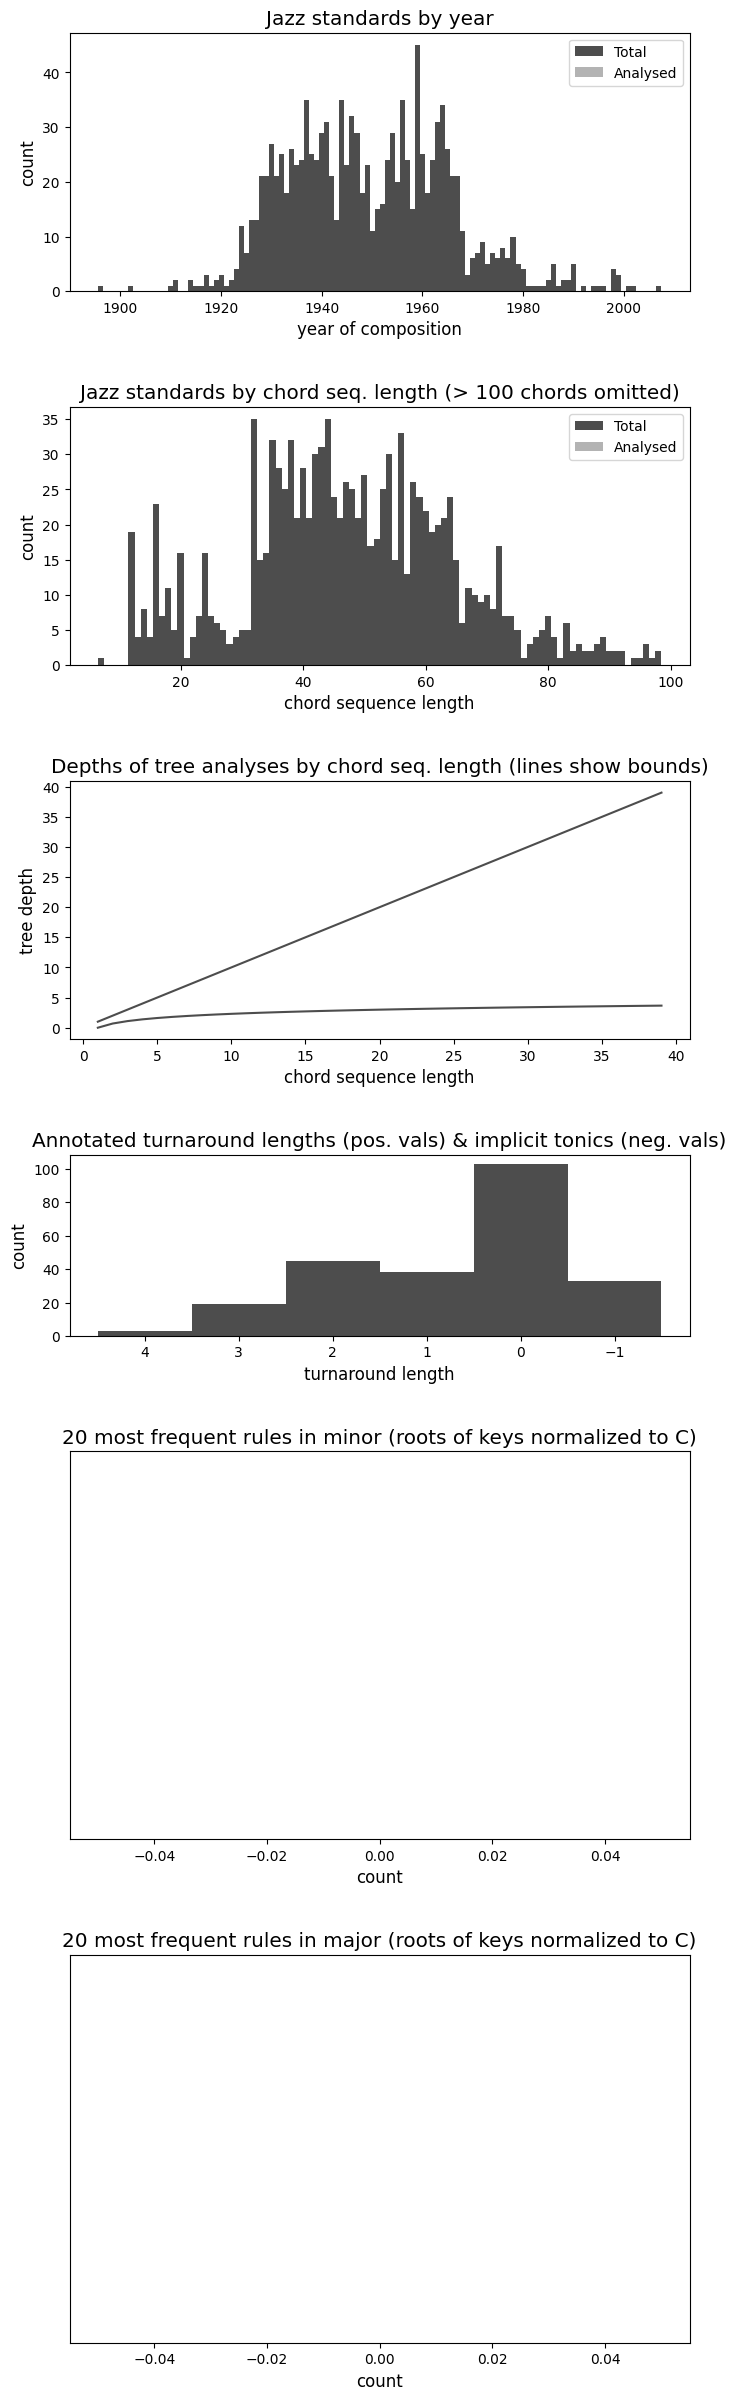 Jazz standards by year
Total
Analysed
count
40
30
20
10
0
1900 1920 1940 1960 1980 2000
year of composition
Jazz standards by chord seq. length (> 100 chords omitted)
Total
Analysed
count
35
30
25
20
15
10
5
0
20 40 60 80 100
chord sequence length
Depths of tree analyses by chord seq. length (lines show bounds)
tree depth
40
35
30
25
20
15
10
5
0
0 5 10 15 20 25 30 35 40
chord sequence length
Annotated turnaround lengths (pos. vals) & implicit tonics (neg. vals)
count
100
80
60
40
20
0
4 3 2 1 0 −1
turnaround length
20 most frequent rules in minor (roots of keys normalized to C)
−0.04 −0.02 0.00 0.02 0.04
count
20 most frequent rules in major (roots of keys normalized to C)
−0.04 −0.02 0.00 0.02 0.04
count